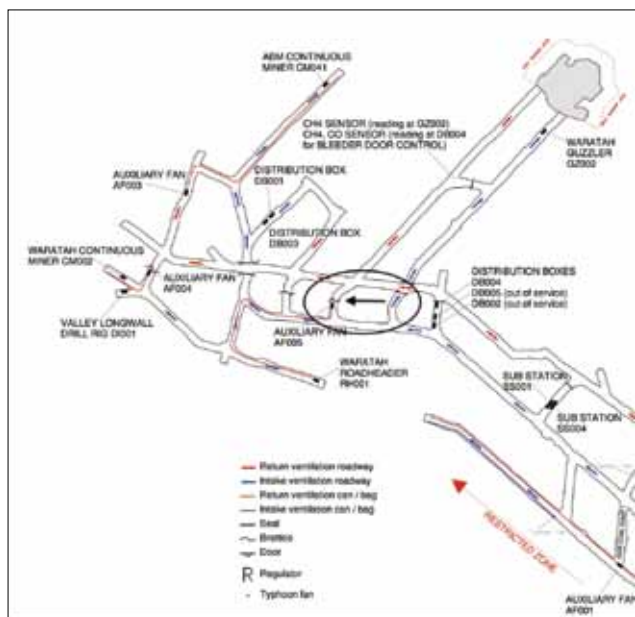 ABM CONTINUOUS
MINER CM041
CH4 SENSOR (reading at GZ002)
CH4, CO SENSOR (reading at DB004
for BLEEDER DOOR CONTROL)
WARATAH
GUZZLER
GZ002
AUXILIARY FAN
AF003
DISTRIBUTION BOX
DB001
DISTRIBUTION BOX
DB003
WARATAH CONTINUOUS
MINER CM002
AUXILIARY FAN
AF004
DISTRIBUTION BOXES
DB004
DB005 (out of service)
DB002 (out of service)
VALLEY LONGWALL
DRILL RIG DI001
AUXILIARY FAN
AF005
WARATAH
ROADHEADER
RH001
SUB STATION
SS001
SUB STATION
SS004
Return ventilation roadway
Intake ventilation roadway
Return ventilation can / bag
Intake ventilation can / bag
Seal
Brattice
Door
R Regulator
Typhoon fan
RESTRICTED ZONE
AUXILIARY FAN
AF001